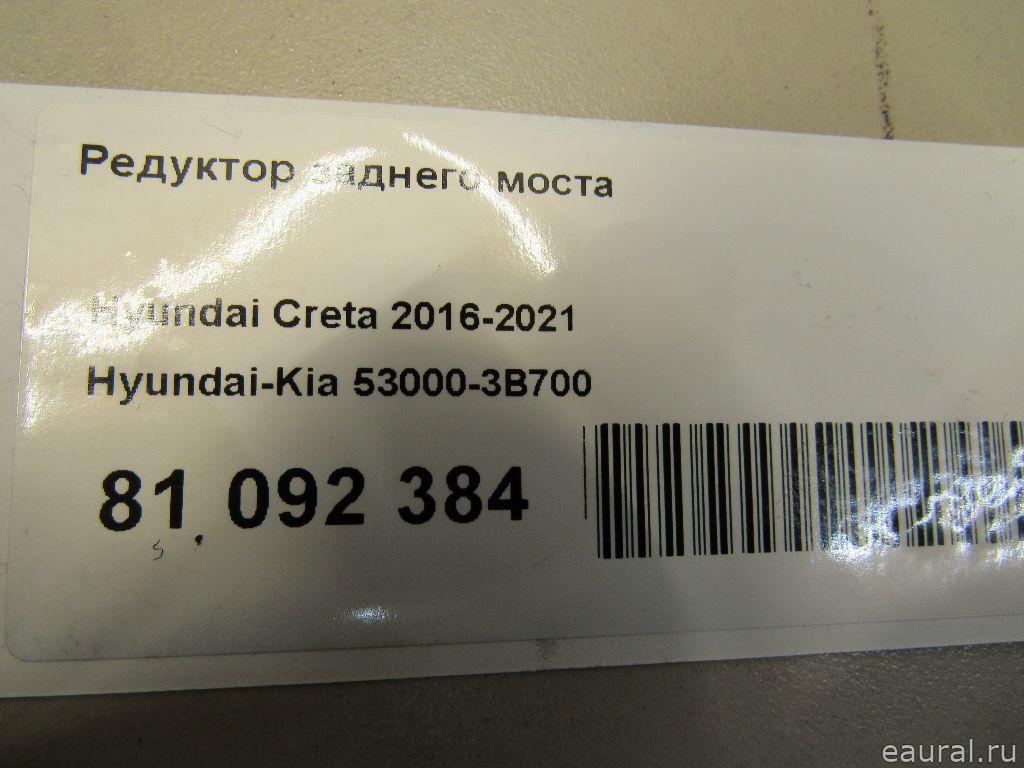 Редуктор заднего моста
Hyundai Creta 2016-2021
Hyundai-Kia 53000-3B700
81 092 384
eaural.ru